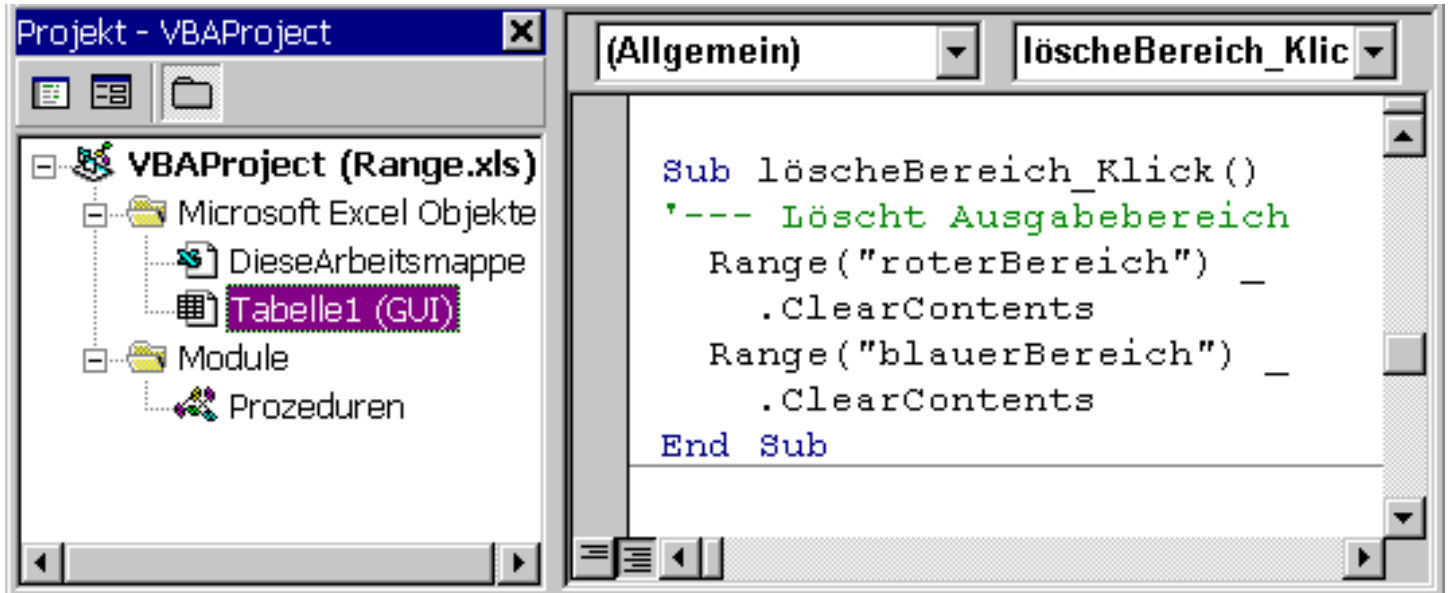 Projekt - VBAProject
VBAProject (Range.xls)
Microsoft Excel Objekte
DieseArbeitsmappe
Tabelle1 (GUI)
Module
Prozeduren
(Allgemein)
löscheBereich_Klic
Sub löscheBereich_Klick()
'--- Löscht Ausgabebereich
Range("roterBereich") _
.ClearContents
Range("blauerBereich") _
.ClearContents
End Sub